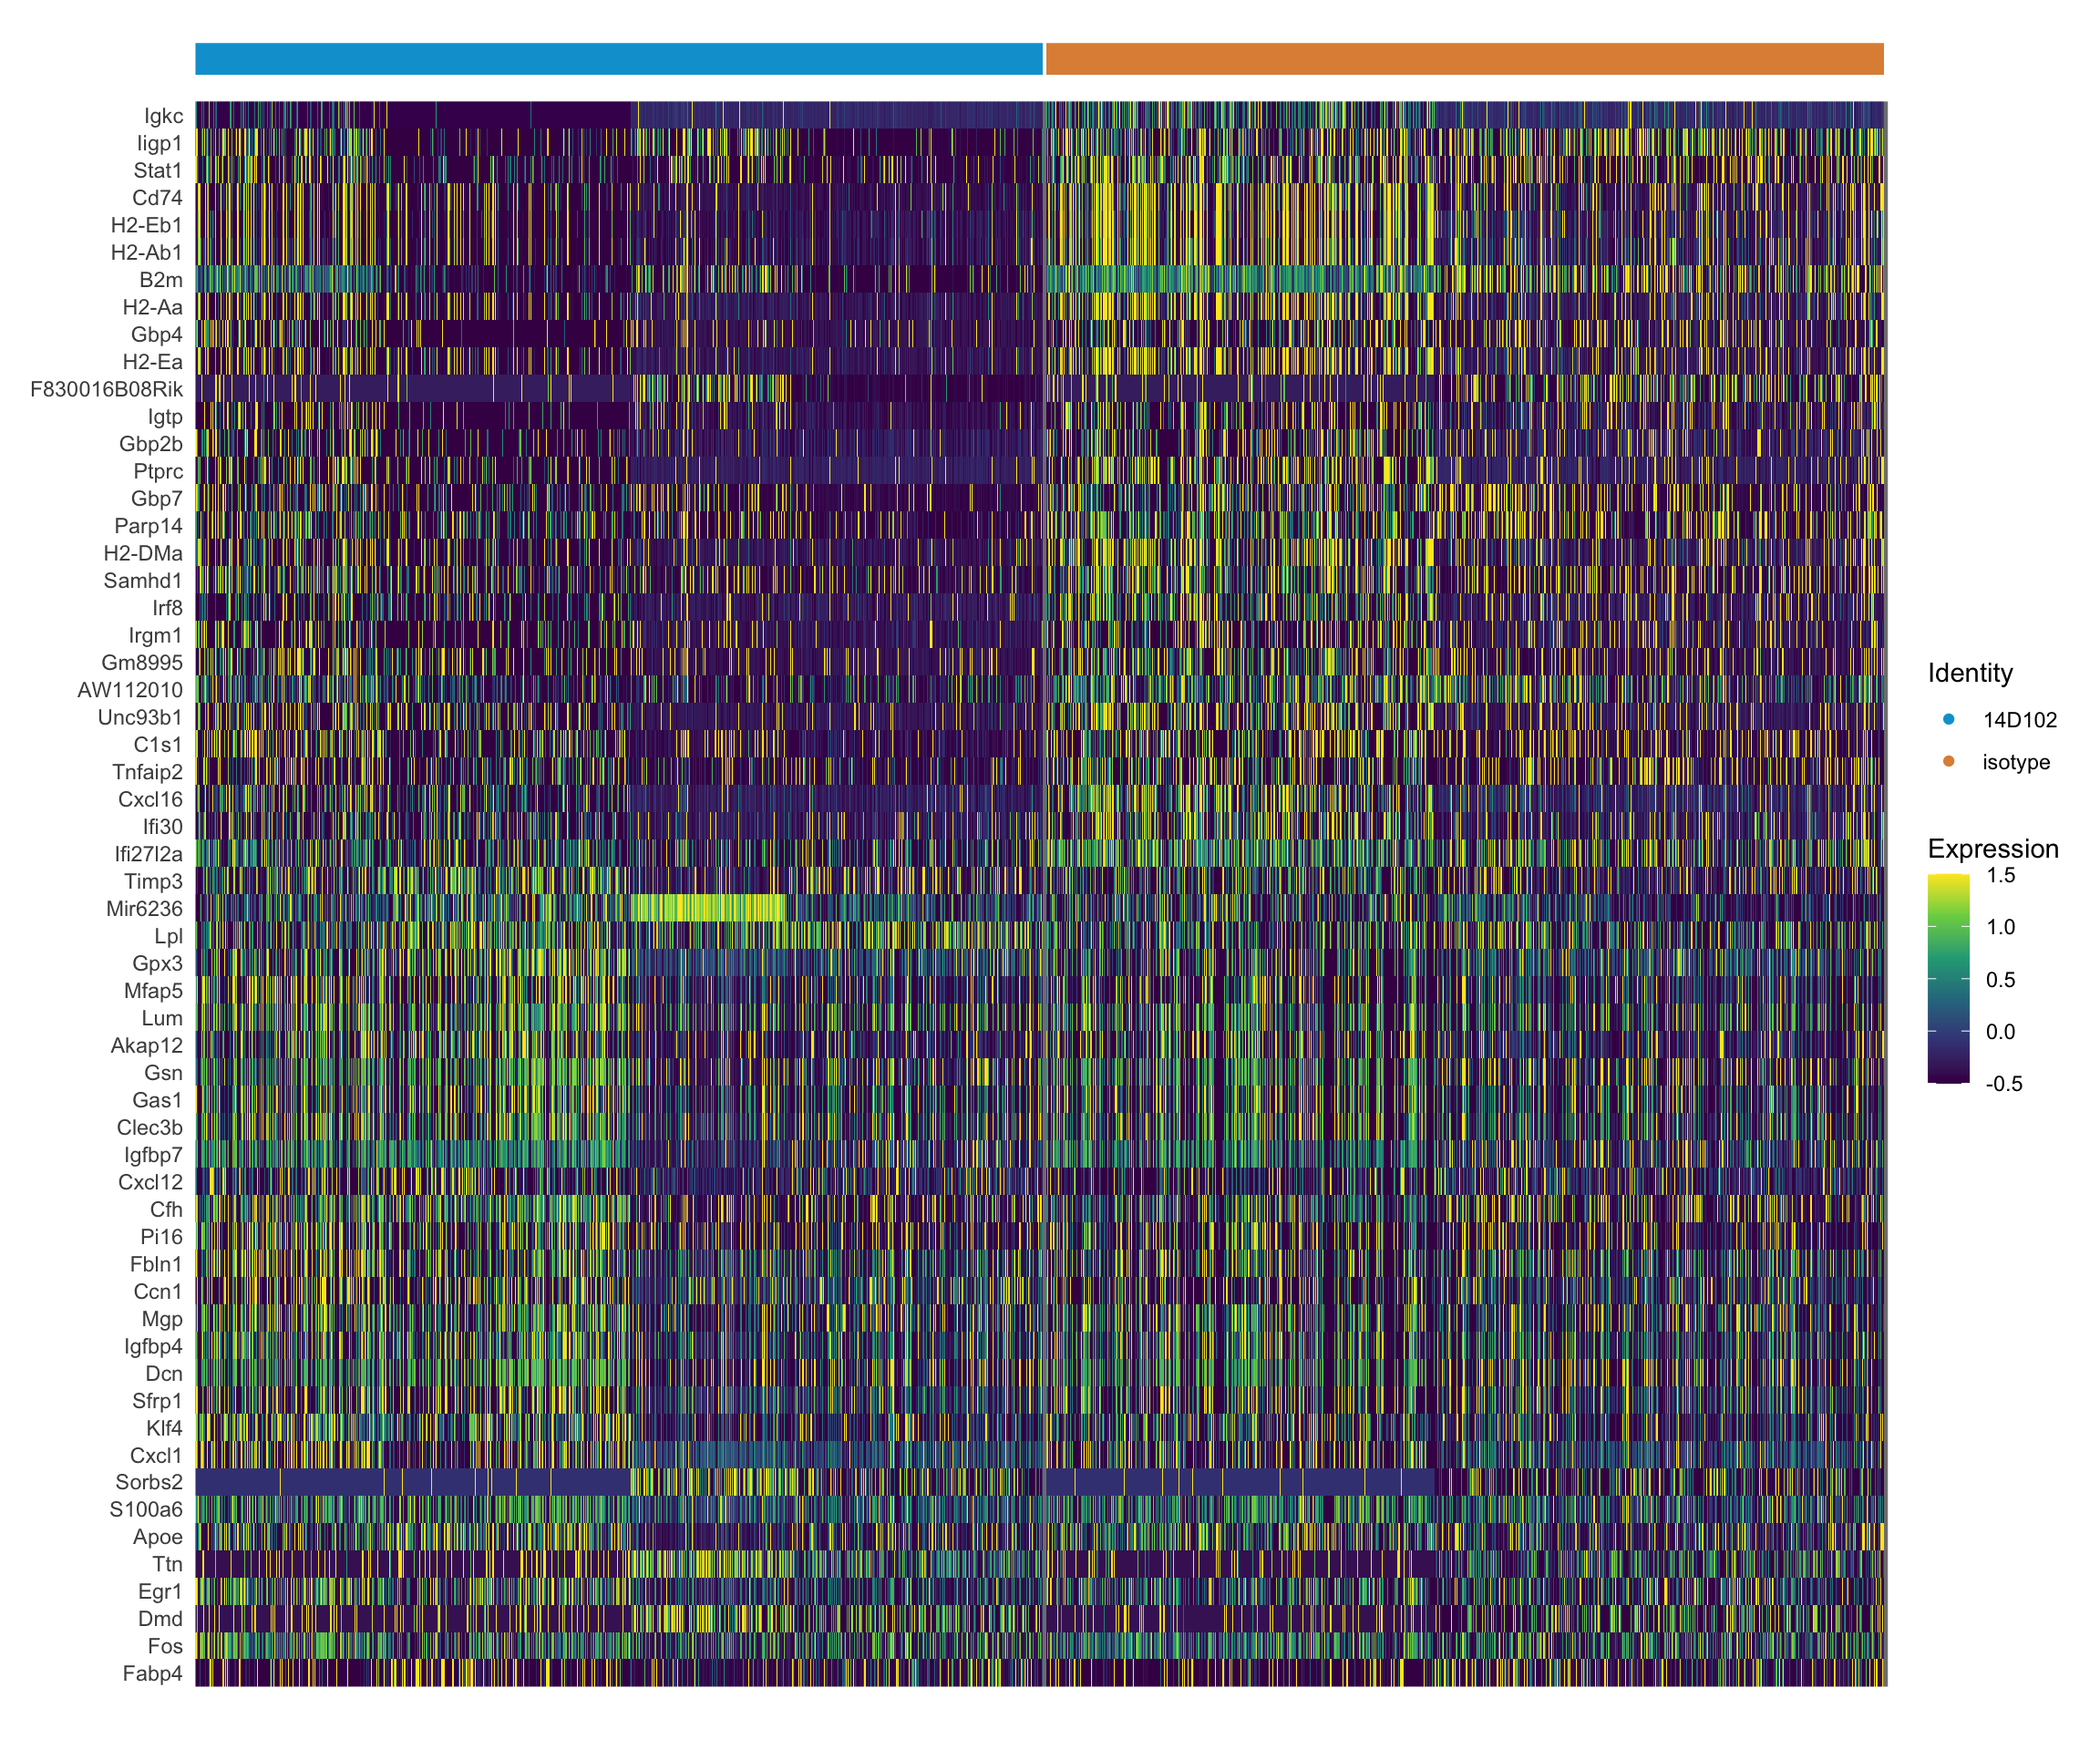 Igkc
Iigp1
Stat1
Cd74
H2-Eb1
H2-Ab1
B2m
H2-Aa
Gbp4
H2-Ea
F830016B08Rik
Igtp
Gbp2b
Ptprc
Gbp7
Parp14
H2-DMa
Samhd1
Irf8
Irgm1
Gm8995
AW112010
Unc93b1
C1s1
Tnfaip2
Cxcl16
Ifi30
Ifi27l2a
Timp3
Mir6236
Lpl
Gpx3
Mfap5
Lum
Akap12
Gsn
Gas1
Clec3b
Igfbp7
Cxcl12
Cfh
Pi16
Fbln1
Ccn1
Mgp
Igfbp4
Dcn
Sfrp1
Klf4
Cxcl1
Sorbs2
S100a6
Apoe
Ttn
Egr1
Dmd
Fos
Fabp4
Identity
14D102
isotype
Expression
1.5
1.0
0.5
0.0
-0.5